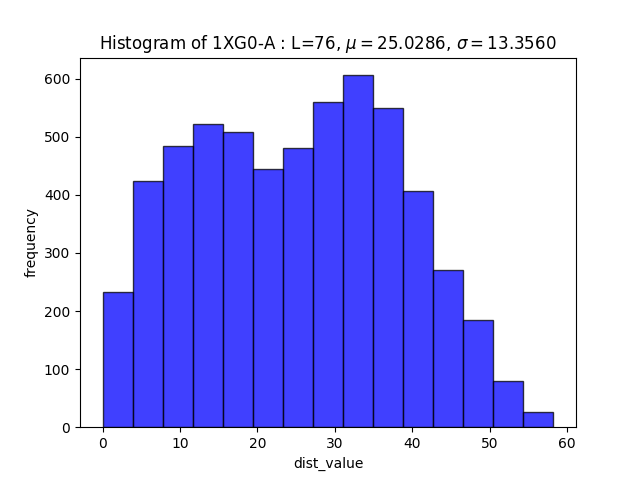 Histogram of 1XG0-A : L=76, μ = 25.0286, σ = 13.3560
600
500
400
300
200
100
0
frequency
0 10 20 30 40 50 60
dist_value